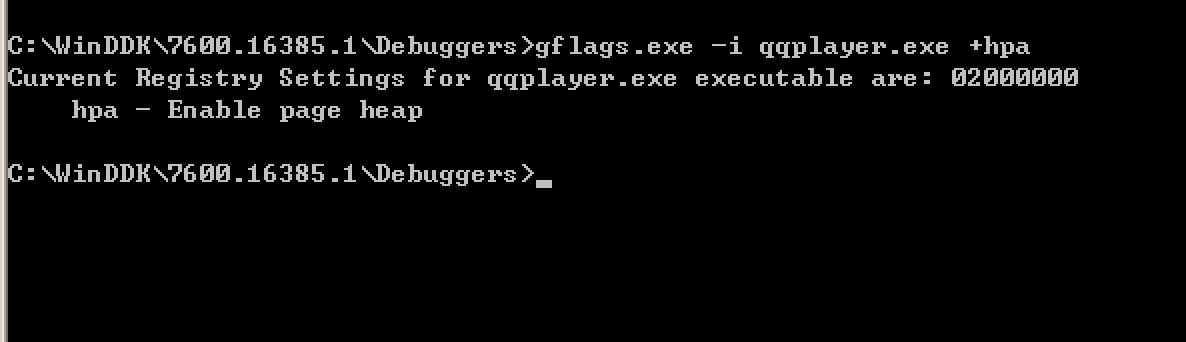 C:\WinDDK\7600.16385.1\Debuggers>gflags.exe -i qqplayer.exe +hpa
Current Registry Settings for qqplayer.exe executable are: 02000000
    hpa - Enable page heap
C:\WinDDK\7600.16385.1\Debuggers>_